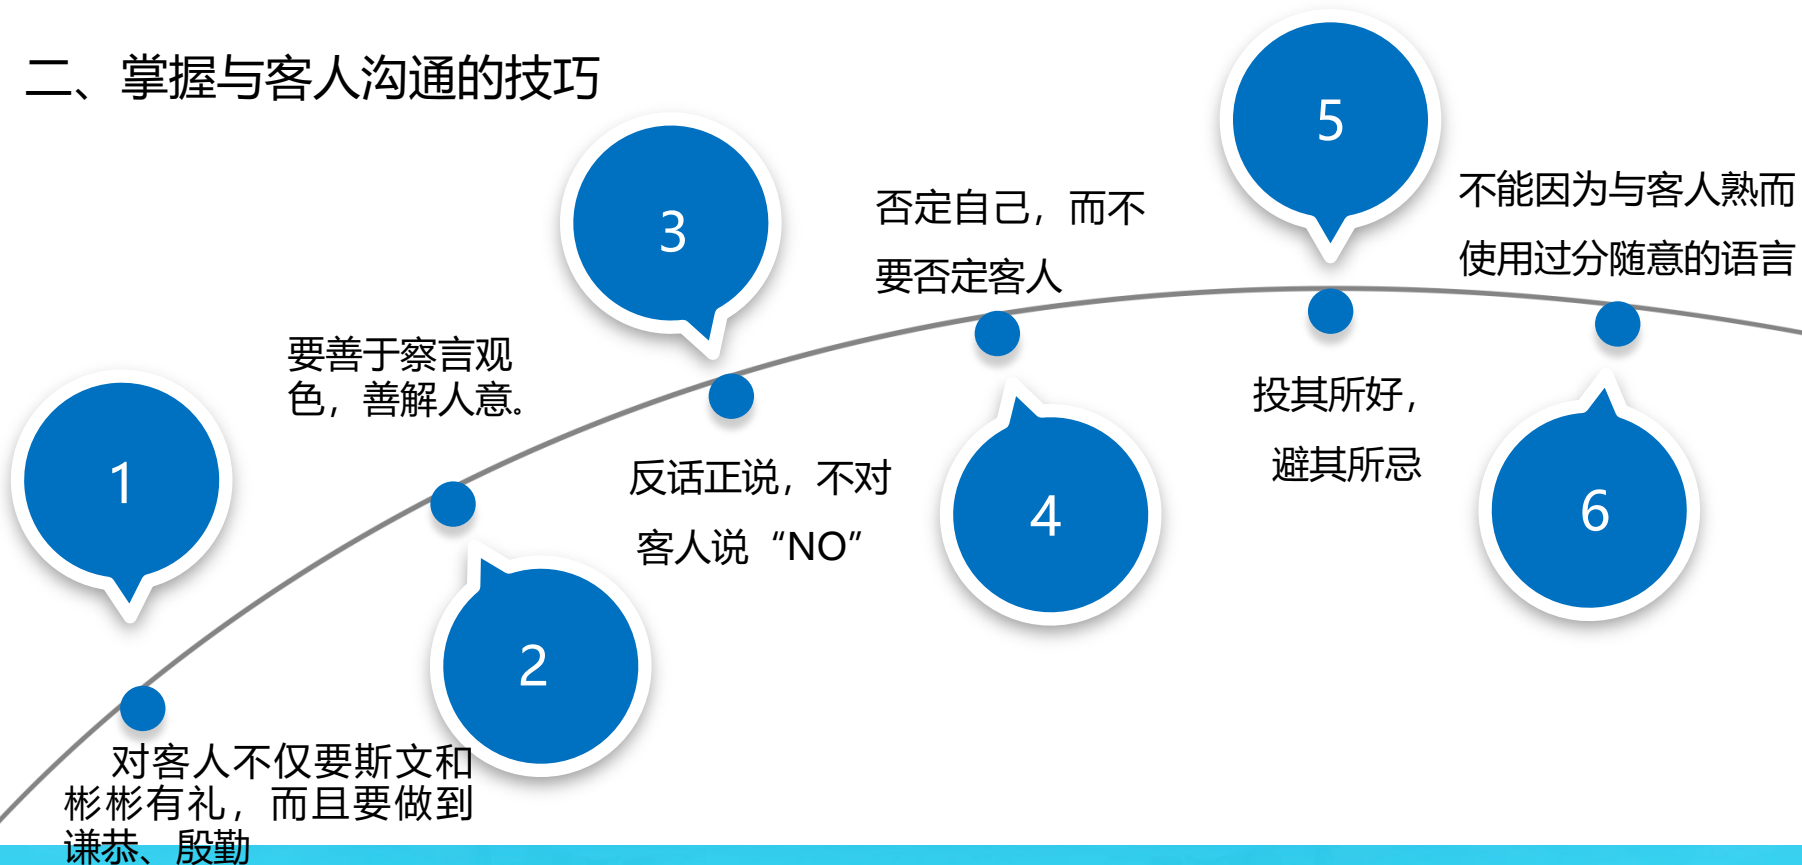 二、掌握与客人沟通的技巧
1
对客人不仅要斯文和
彬彬有礼，而且要做到
谦恭、殷勤
2
要善于察言观
色，善解人意。
3
反话正说，不对
客人说“NO”
4
否定自己，而不
要否定客人
5
投其所好，
避其所忌
6
不能因为与客人熟而
使用过分随意的语言